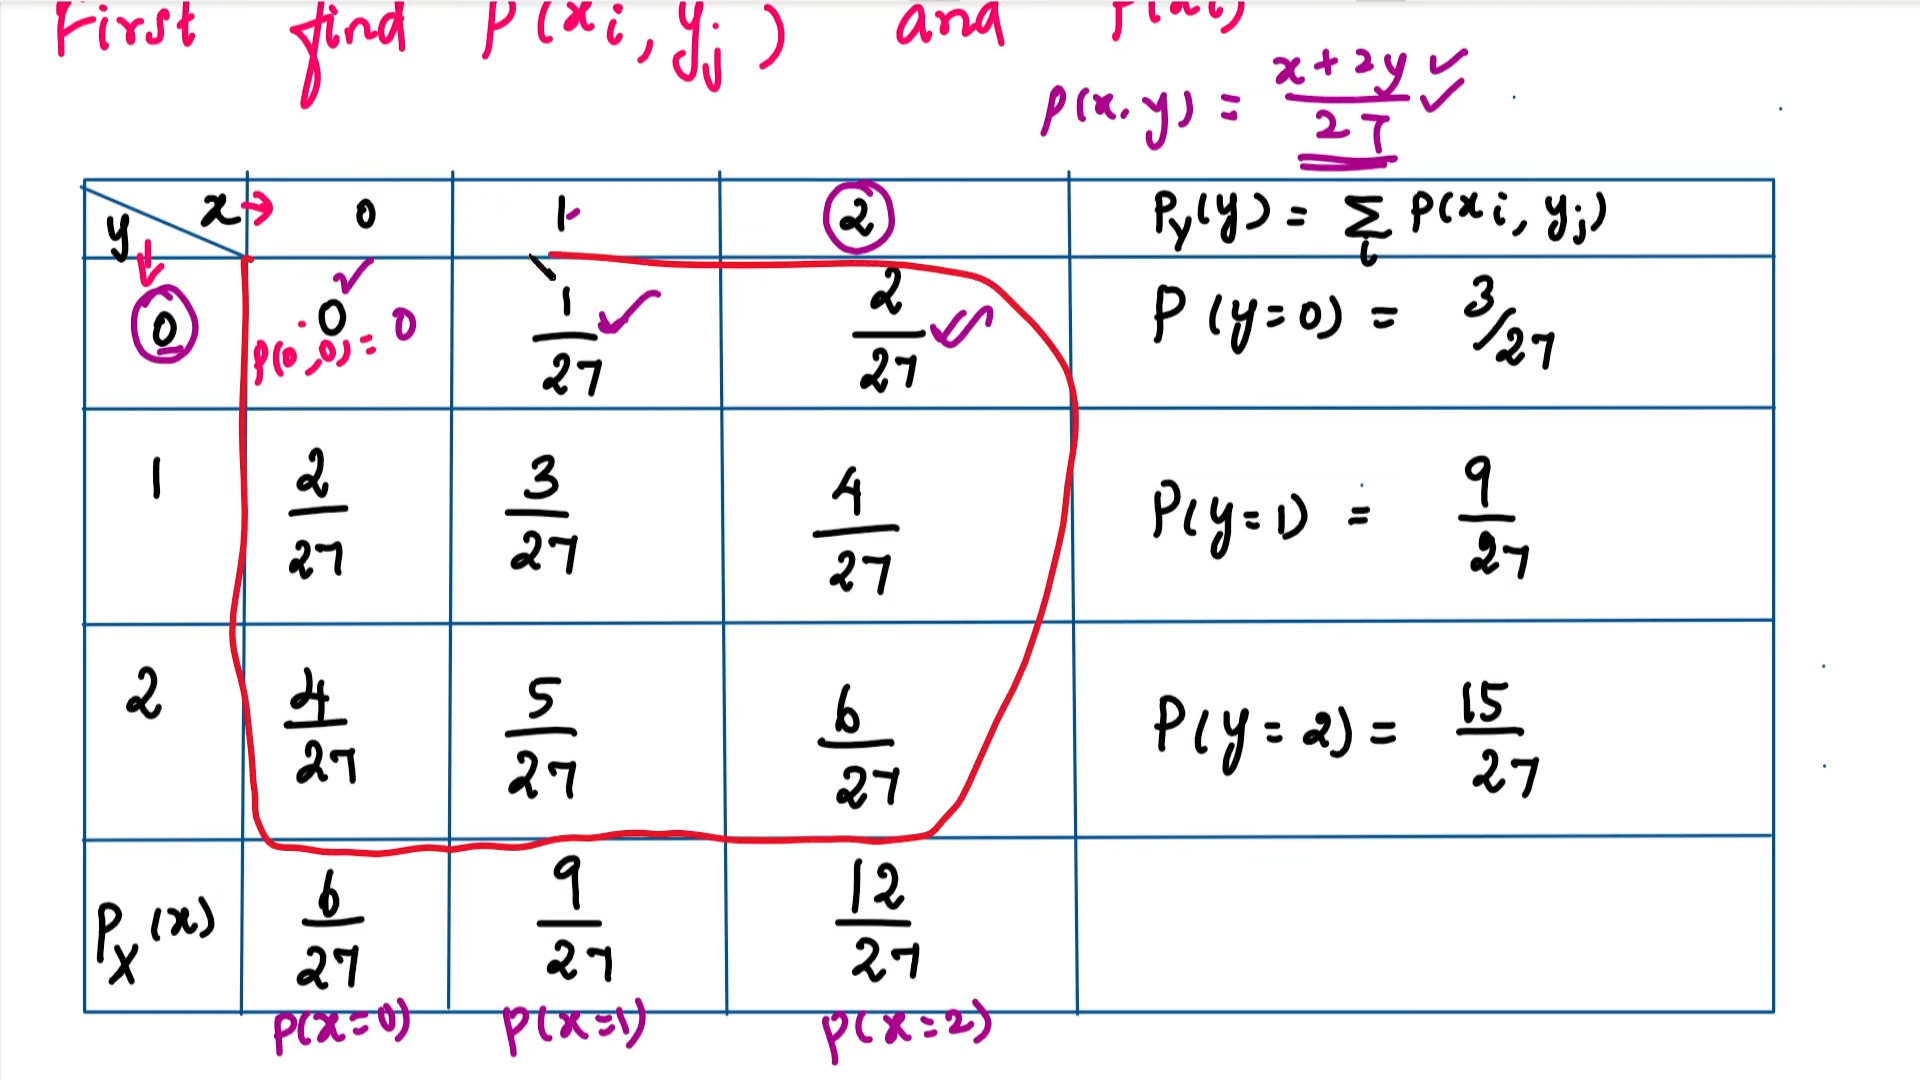 First find P(xi, yj) and P(xi)
P(x,y) = x+2y / 27
y x→ 0 1 2 Py(y) = Σi P(xi, yj)
0 0 1/27 2/27 P(y=0) = 3/27
P(0,0)= 0
1 2/27 3/27 4/27 P(y=1) = 9/27
2 4/27 5/27 6/27 P(y=2) = 15/27
PX(x) 6/27 9/27 12/27
P(x=0) P(x=1) P(x=2)